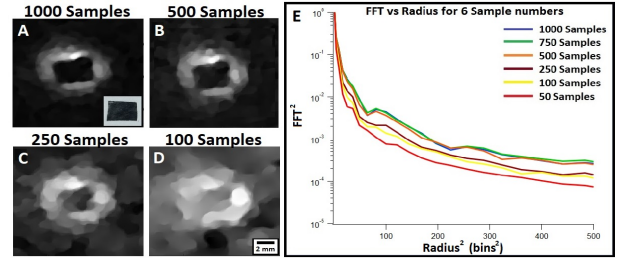 1000 Samples
500 Samples
A
B
250 Samples
100 Samples
C
D
2 mm
E
FFT vs Radius for 6 Sample numbers
1000 Samples
750 Samples
500 Samples
250 Samples
100 Samples
50 Samples
FFT²
10⁰
10⁻¹
10⁻²
10⁻³
10⁻⁴
10⁻⁵
100
200
300
400
500
Radius² (bins²)